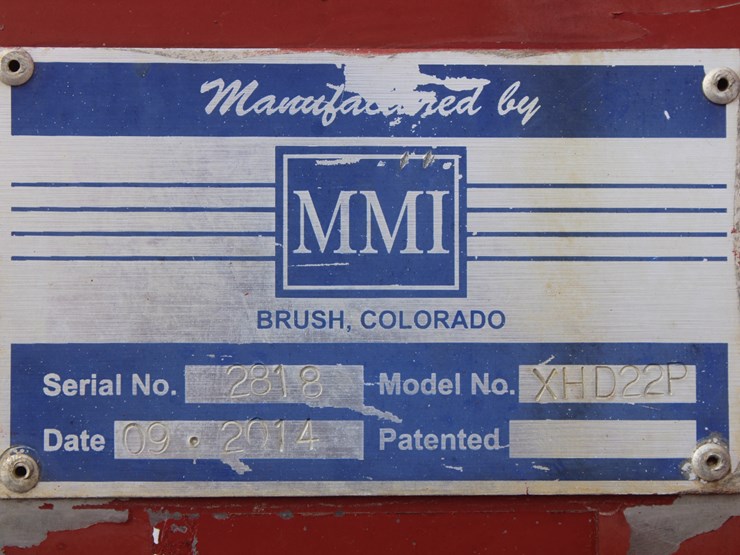 Manufactured by
MMI
BRUSH, COLORADO
Serial No. 2818 Model No. XHD22P
Date 09.2014 Patented